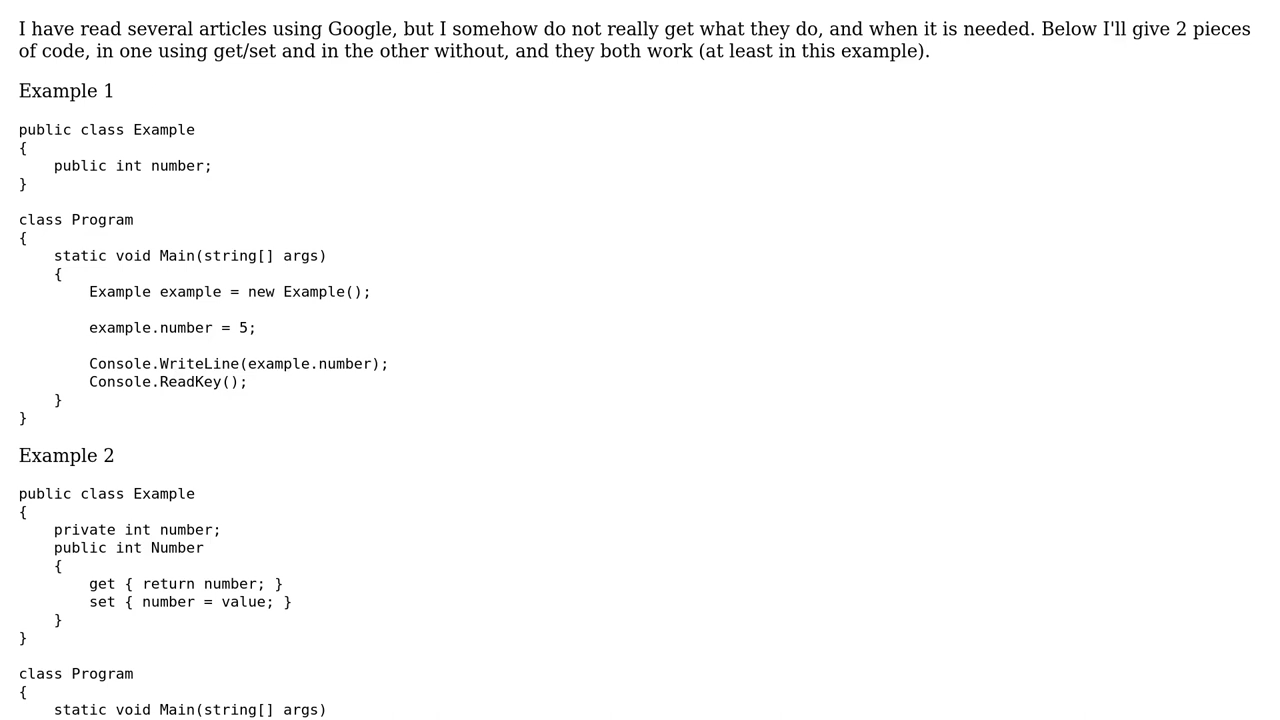 I have read several articles using Google, but I somehow do not really get what they do, and when it is needed. Below I'll give 2 pieces
of code, in one using get/set and in the other without, and they both work (at least in this example).
Example 1
public class Example
{
    public int number;
}
class Program
{
    static void Main(string[] args)
    {
        Example example = new Example();
        example.number = 5;
        Console.WriteLine(example.number);
        Console.ReadKey();
    }
}
Example 2
public class Example
{
    private int number;
    public int Number
    {
        get { return number; }
        set { number = value; }
    }
}
class Program
{
    static void Main(string[] args)